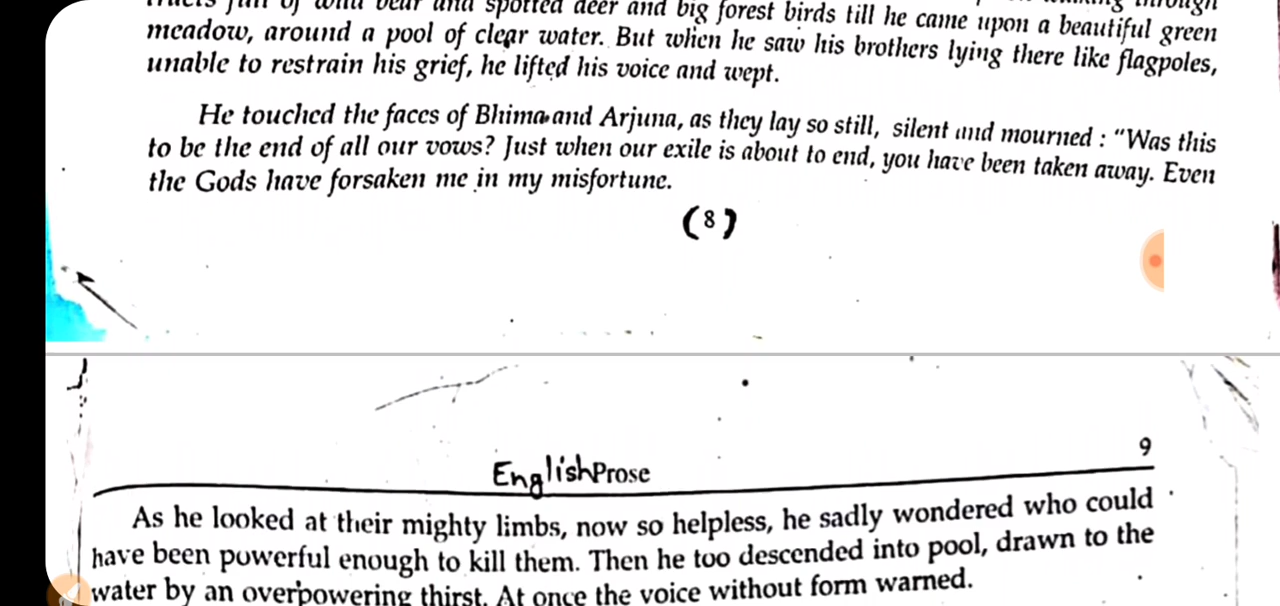 full of wild bear and spotted deer and big forest birds till he came upon a beautiful green
meadow, around a pool of clear water. But when he saw his brothers lying there like flagpoles,
unable to restrain his grief, he lifted his voice and wept.
He touched the faces of Bhima and Arjuna, as they lay so still, silent and mourned : "Was this
to be the end of all our vows? Just when our exile is about to end, you have been taken away. Even
the Gods have forsaken me in my misfortune.
(8)
9
English Prose
As he looked at their mighty limbs, now so helpless, he sadly wondered who could
have been powerful enough to kill them. Then he too descended into pool, drawn to the
water by an overpowering thirst. At once the voice without form warned.